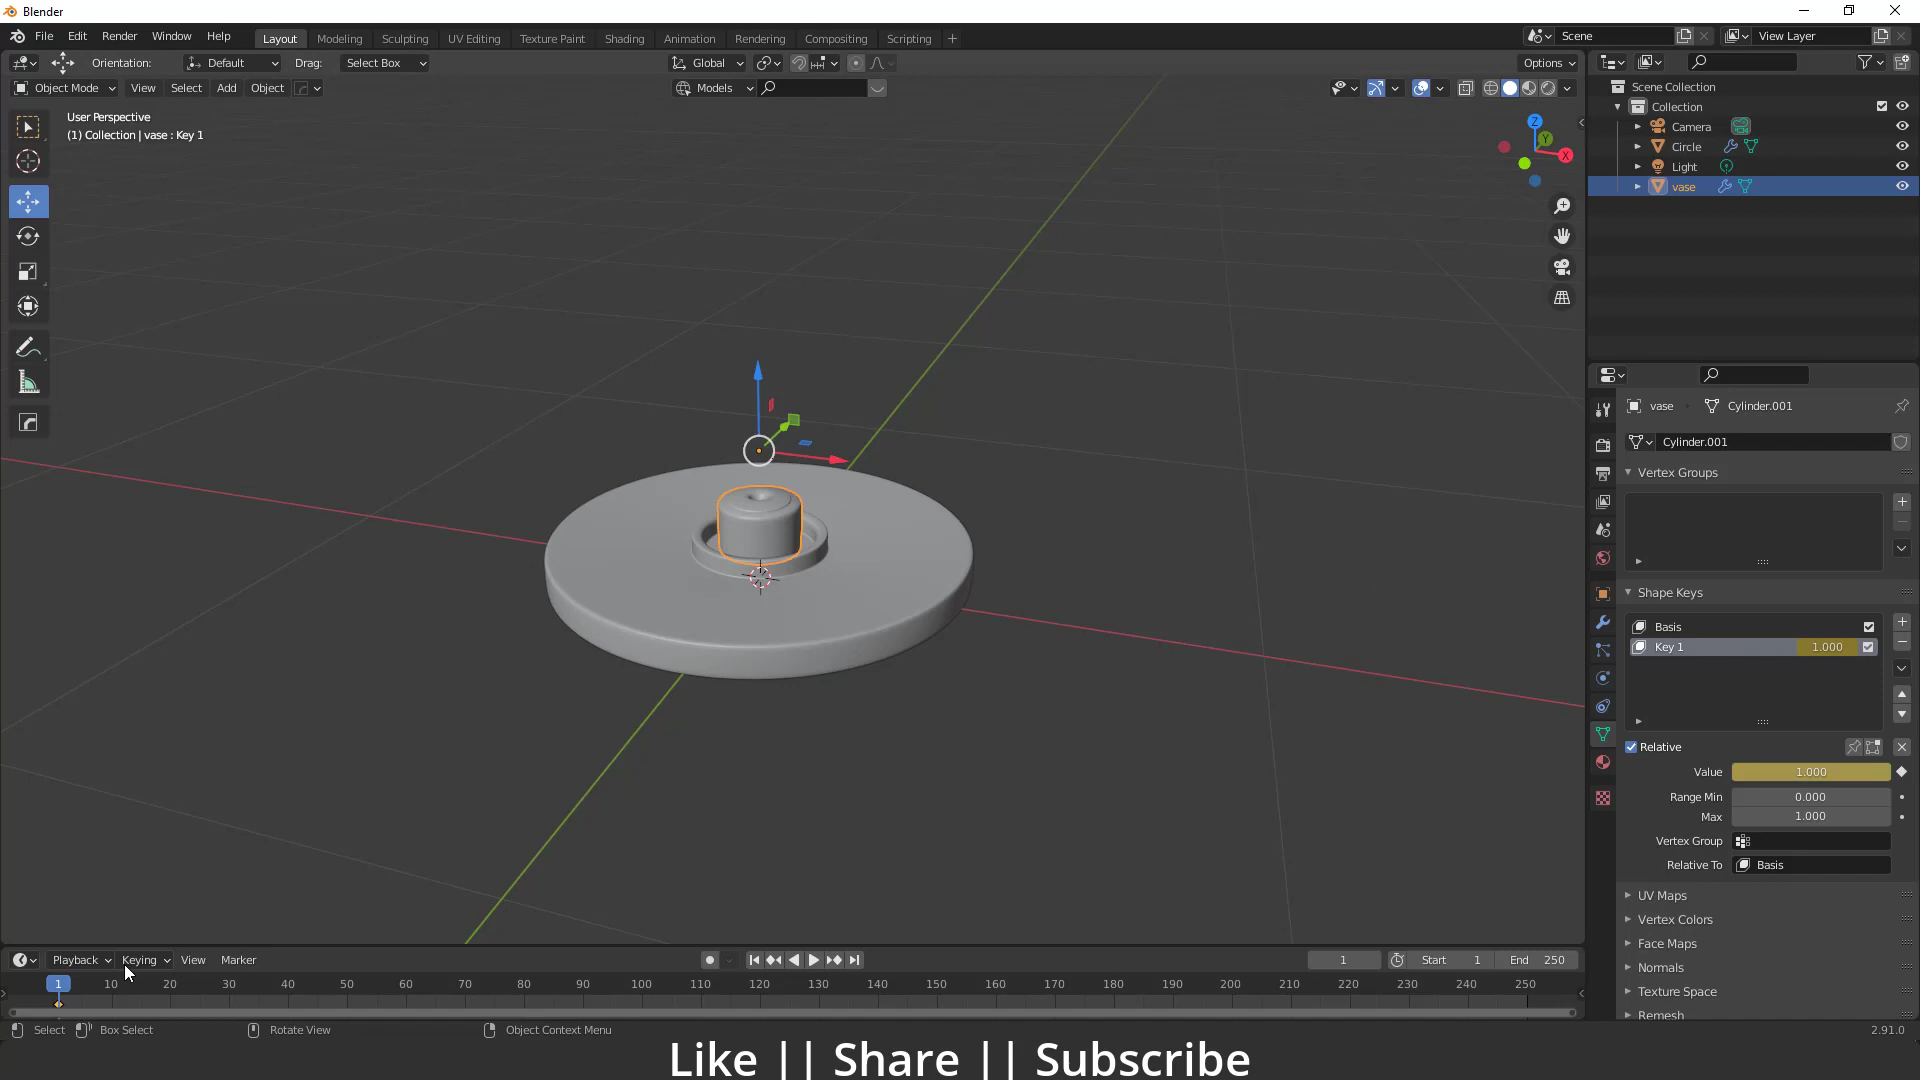 Blender
File Edit Render Window Help
Layout Modeling Sculpting UV Editing Texture Paint Shading Animation Rendering Compositing Scripting +
Scene
View Layer
Orientation: Default Drag: Select Box
Global
Options
Object Mode View Select Add Object
Models
User Perspective
(1) Collection | vase : Key 1
Z
Y
X
Scene Collection
Collection
Camera
Circle
Light
vase
vase Cylinder.001
Cylinder.001
Vertex Groups
Shape Keys
Basis
Key 1 1.000
Relative
Value 1.000
Range Min 0.000
Max 1.000
Vertex Group
Relative To Basis
UV Maps
Vertex Colors
Face Maps
Normals
Texture Space
Remesh
Playback Keying View Marker
1 Start 1 End 250
1 10 20 30 40 50 60 70 80 90 100 110 120 130 140 150 160 170 180 190 200 210 220 230 240 250
Select Box Select Rotate View Object Context Menu 2.91.0
Like || Share || Subscribe